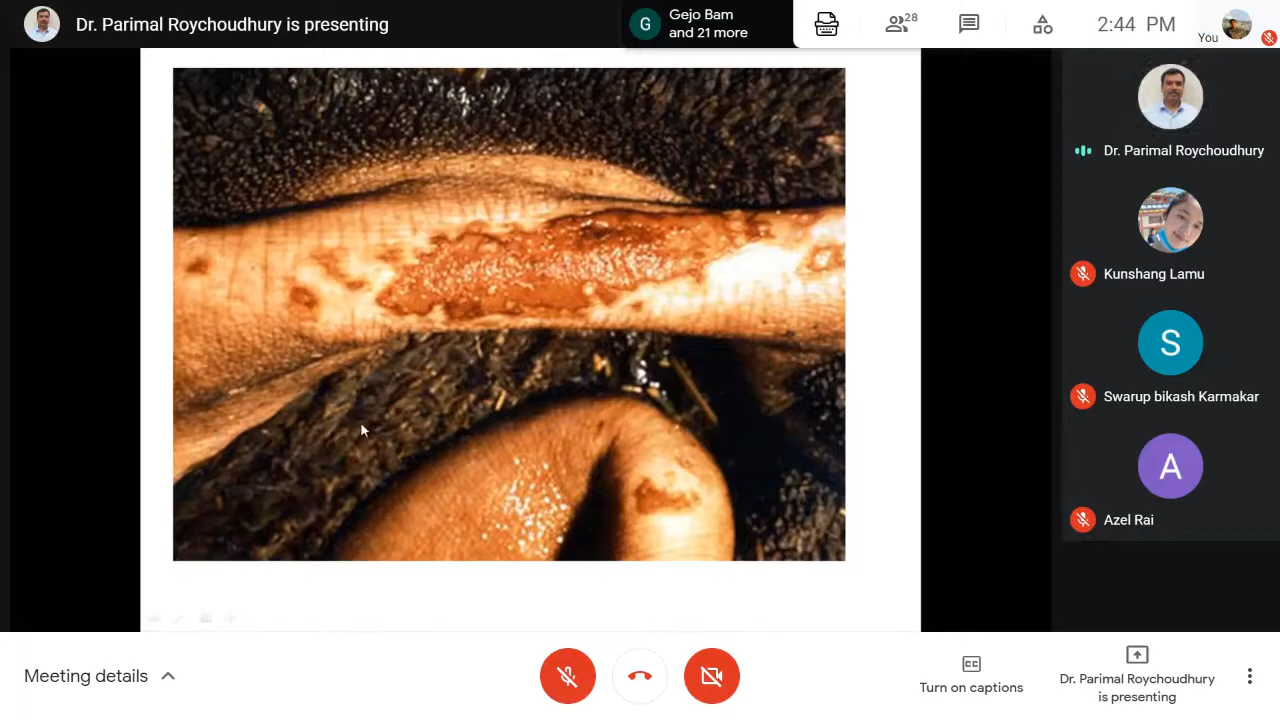 Dr. Parimal Roychoudhury is presenting
G
Gejo Bam
and 21 more
28
2:44 PM
You
Dr. Parimal Roychoudhury
Kunshang Lamu
S
Swarup bikash Karmakar
A
Azel Rai
Meeting details
CC
Turn on captions
Dr. Parimal Roychoudhury
is presenting